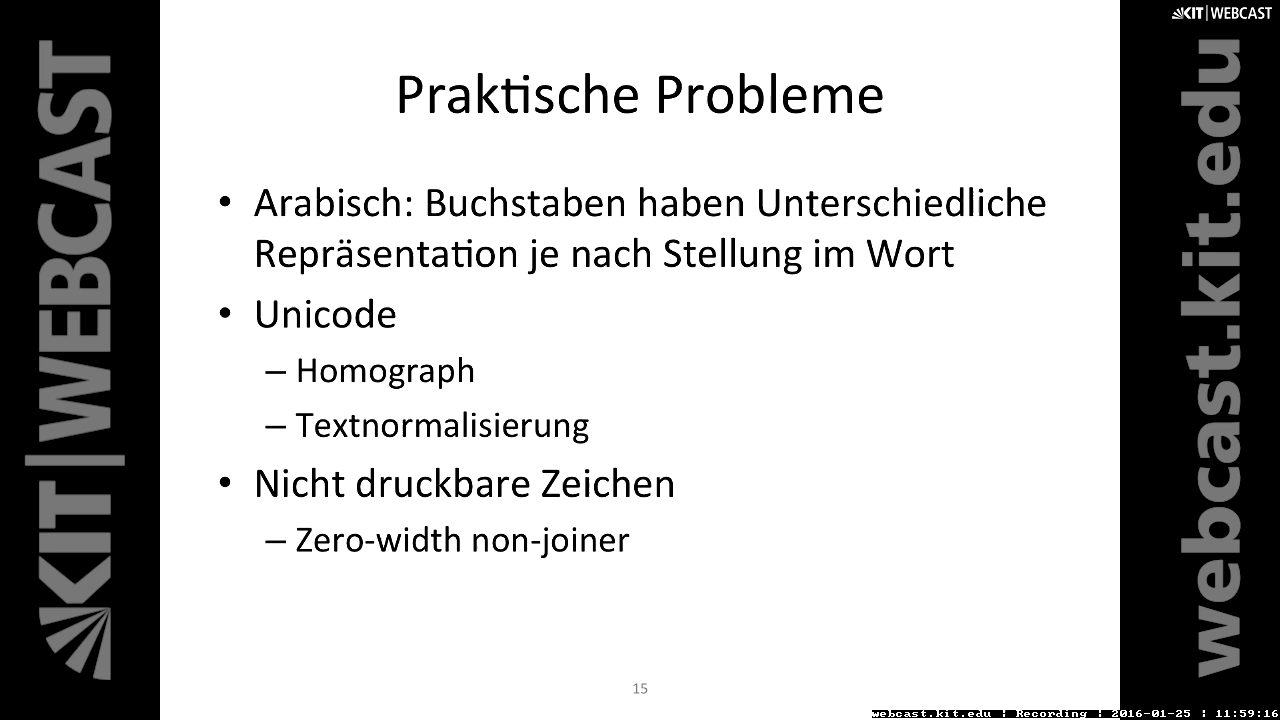 KIT|WEBCAST
KIT|WEBCAST
webcast.kit.edu
Praktische Probleme
• Arabisch: Buchstaben haben Unterschiedliche
Repräsentation je nach Stellung im Wort
• Unicode
– Homograph
– Textnormalisierung
• Nicht druckbare Zeichen
– Zero-width non-joiner
15
webcast.kit.edu | Recording | 2016-01-25 | 11:59:16